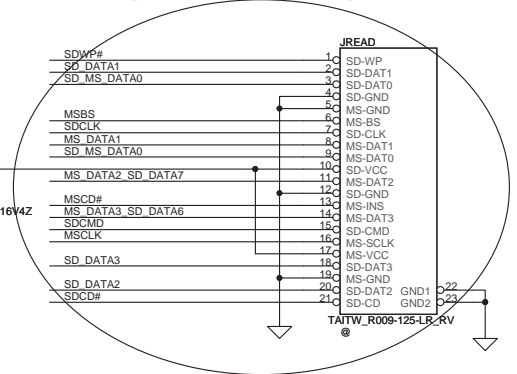 JREAD
SDWP# 1 SD-WP
SD_DATA1 2 SD-DAT1
SD_MS_DATA0 3 SD-DAT0
4 SD-GND
5 MS-GND
MSBS 6 MS-BS
SDCLK 7 SD-CLK
MS_DATA1 8 MS-DAT1
SD_MS_DATA0 9 MS-DAT0
10 SD-VCC
MS_DATA2_SD_DATA7 11 MS-DAT2
12 SD-GND
MSCD# 13 MS-INS
16V4Z MS_DATA3_SD_DATA6 14 MS-DAT3
SDCMD 15 SD-CMD
MSCLK 16 MS-SCLK
17 MS-VCC
SD_DATA3 18 SD-DAT3
19 MS-GND
SD_DATA2 20 SD-DAT2 GND1 22
SDCD# 21 SD-CD GND2 23
TAITW_R009-125-LR_RV
@